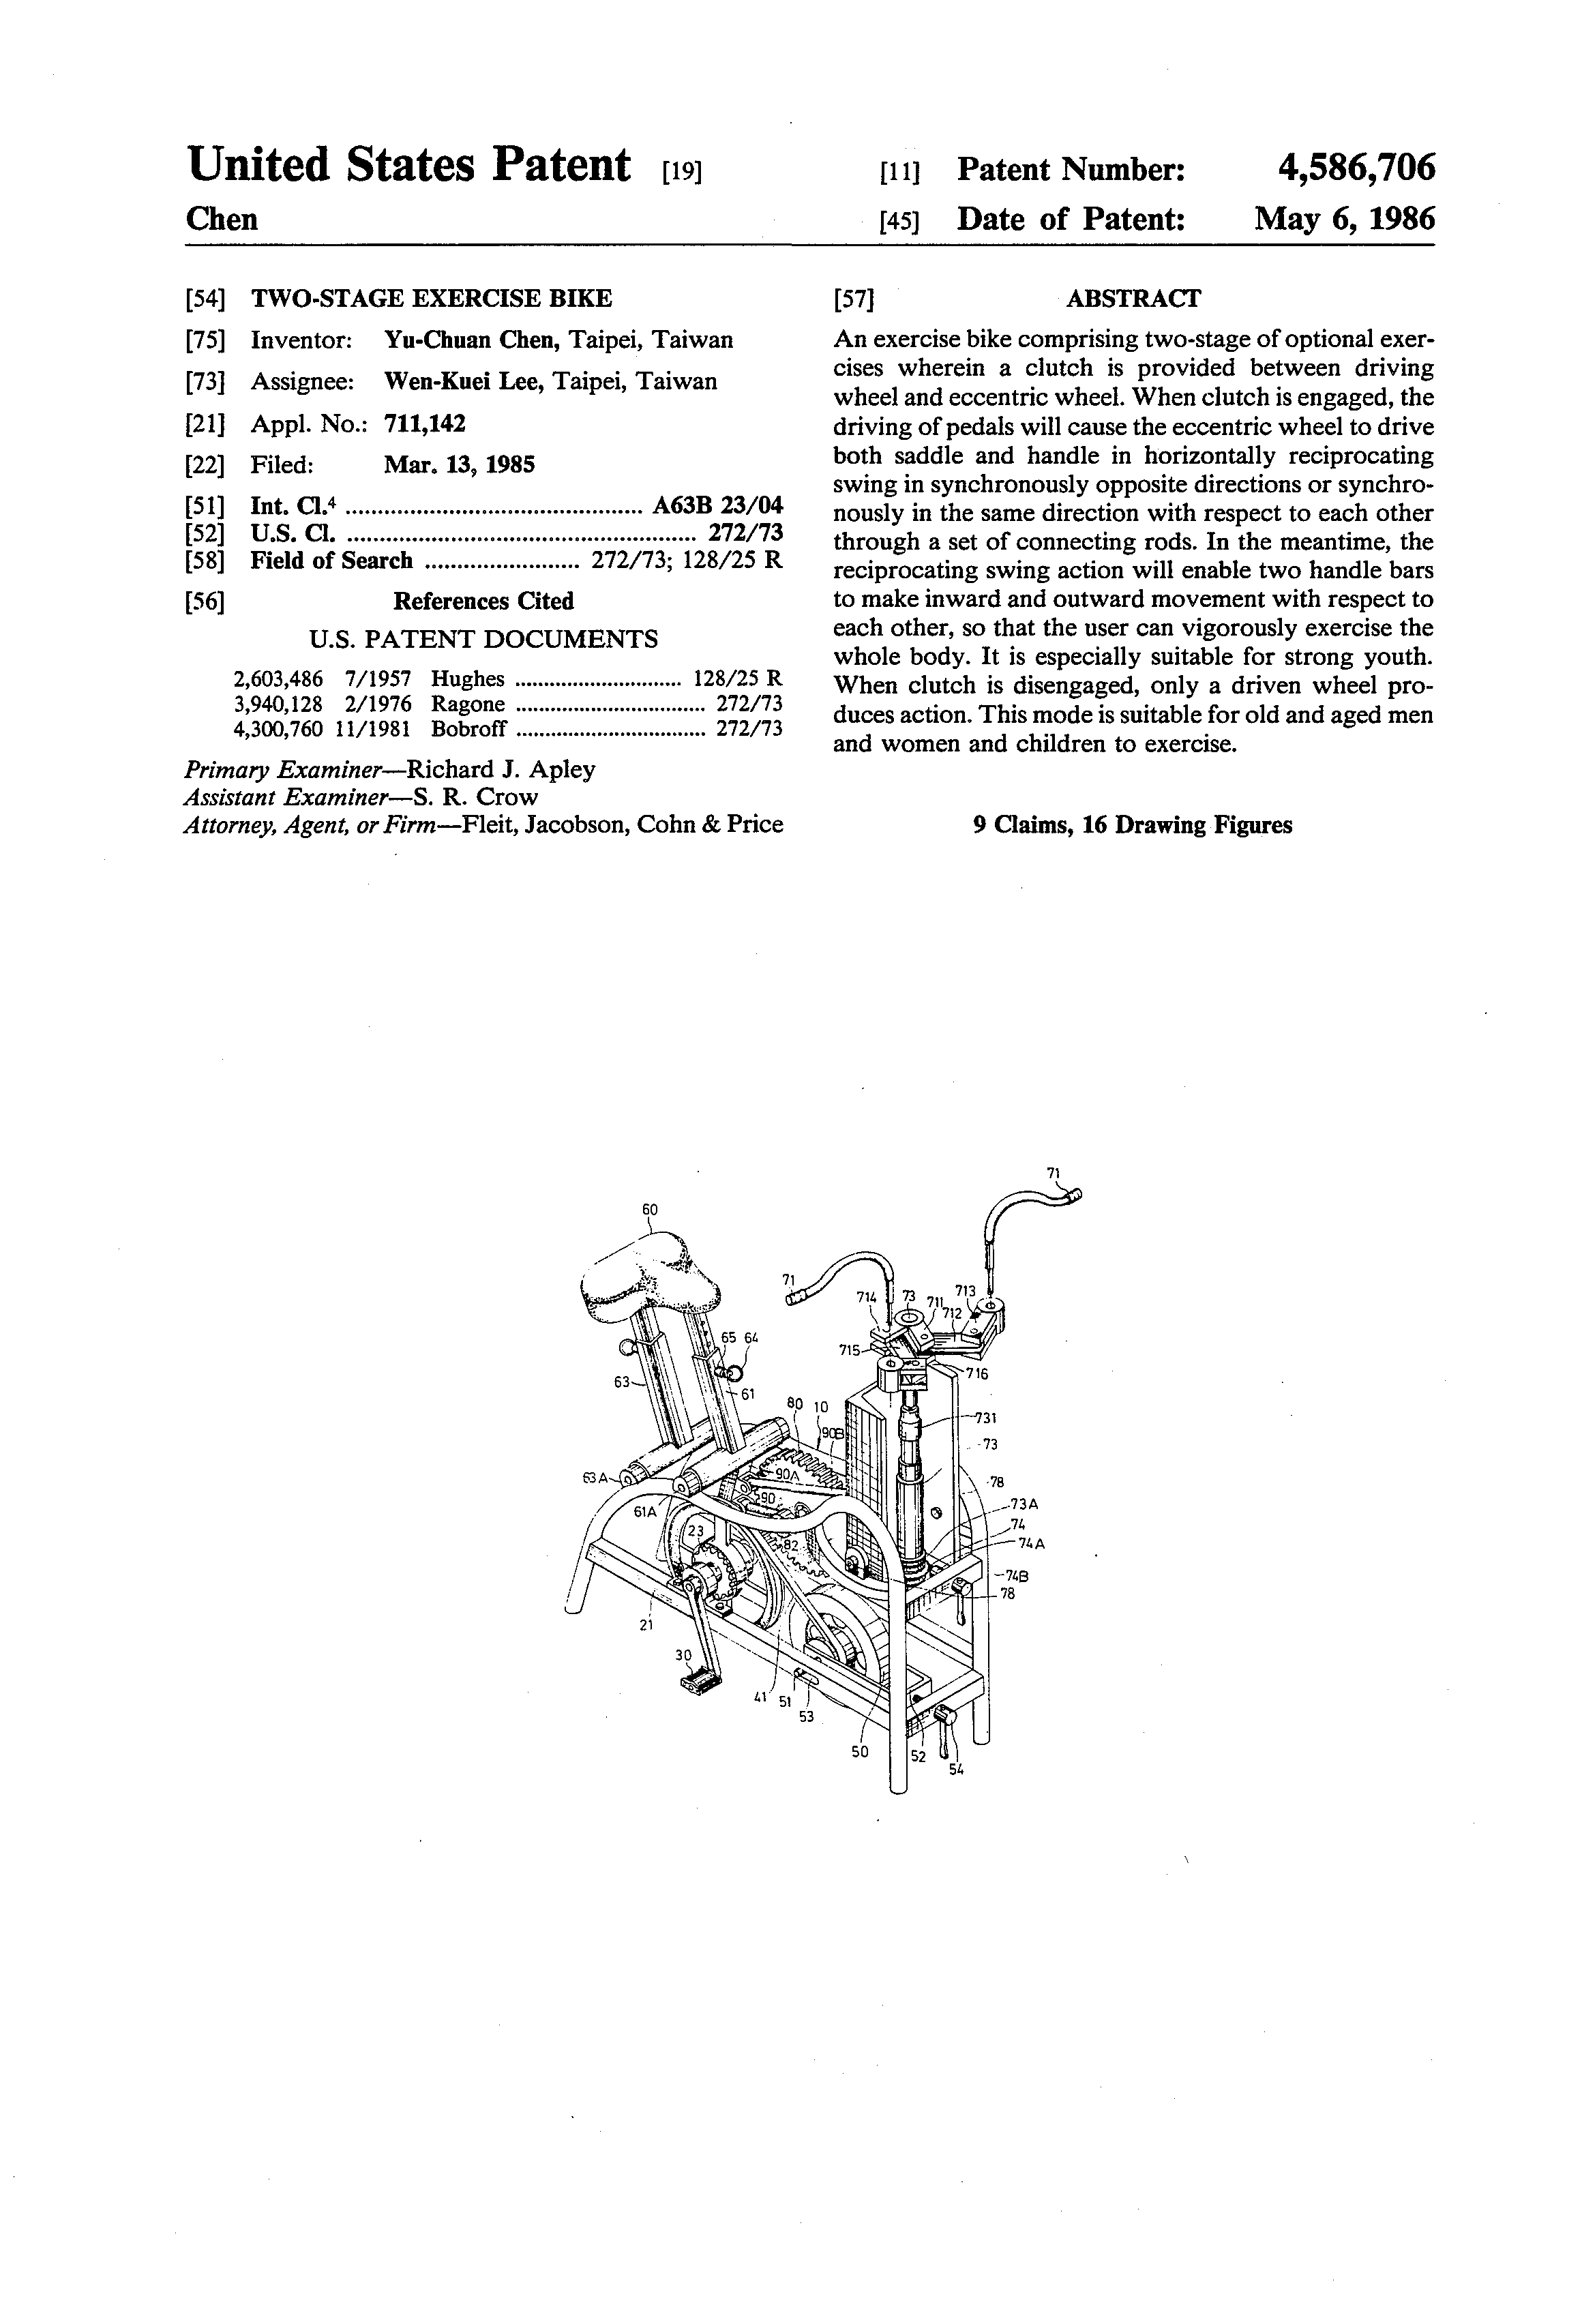 United States Patent [19]
Chen
[11] Patent Number: 4,586,706
[45] Date of Patent: May 6, 1986
[54] TWO-STAGE EXERCISE BIKE
[75] Inventor: Yu-Chuan Chen, Taipei, Taiwan
[73] Assignee: Wen-Kuei Lee, Taipei, Taiwan
[21] Appl. No.: 711,142
[22] Filed: Mar. 13, 1985
[51] Int. Cl.⁴ ............................................. A63B 23/04
[52] U.S. Cl. ..................................................... 272/73
[58] Field of Search ........................ 272/73; 128/25 R
[56] References Cited
U.S. PATENT DOCUMENTS
2,603,486 7/1957 Hughes ............................. 128/25 R
3,940,128 2/1976 Ragone ................................. 272/73
4,300,760 11/1981 Bobroff ................................. 272/73
Primary Examiner—Richard J. Apley
Assistant Examiner—S. R. Crow
Attorney, Agent, or Firm—Fleit, Jacobson, Cohn & Price
[57] ABSTRACT
An exercise bike comprising two-stage of optional exer-
cises wherein a clutch is provided between driving
wheel and eccentric wheel. When clutch is engaged, the
driving of pedals will cause the eccentric wheel to drive
both saddle and handle in horizontally reciprocating
swing in synchronously opposite directions or synchro-
nously in the same direction with respect to each other
through a set of connecting rods. In the meantime, the
reciprocating swing action will enable two handle bars
to make inward and outward movement with respect to
each other, so that the user can vigorously exercise the
whole body. It is especially suitable for strong youth.
When clutch is disengaged, only a driven wheel pro-
duces action. This mode is suitable for old and aged men
and women and children to exercise.
9 Claims, 16 Drawing Figures
71
60
71
714 73 711 713
712
65 64
715
716
63
61
80 10
731
90B
73
63A
90A
78
90
73A
61A
74
23
74A
82
74B
78
21
30
41 51
53
50
52
54